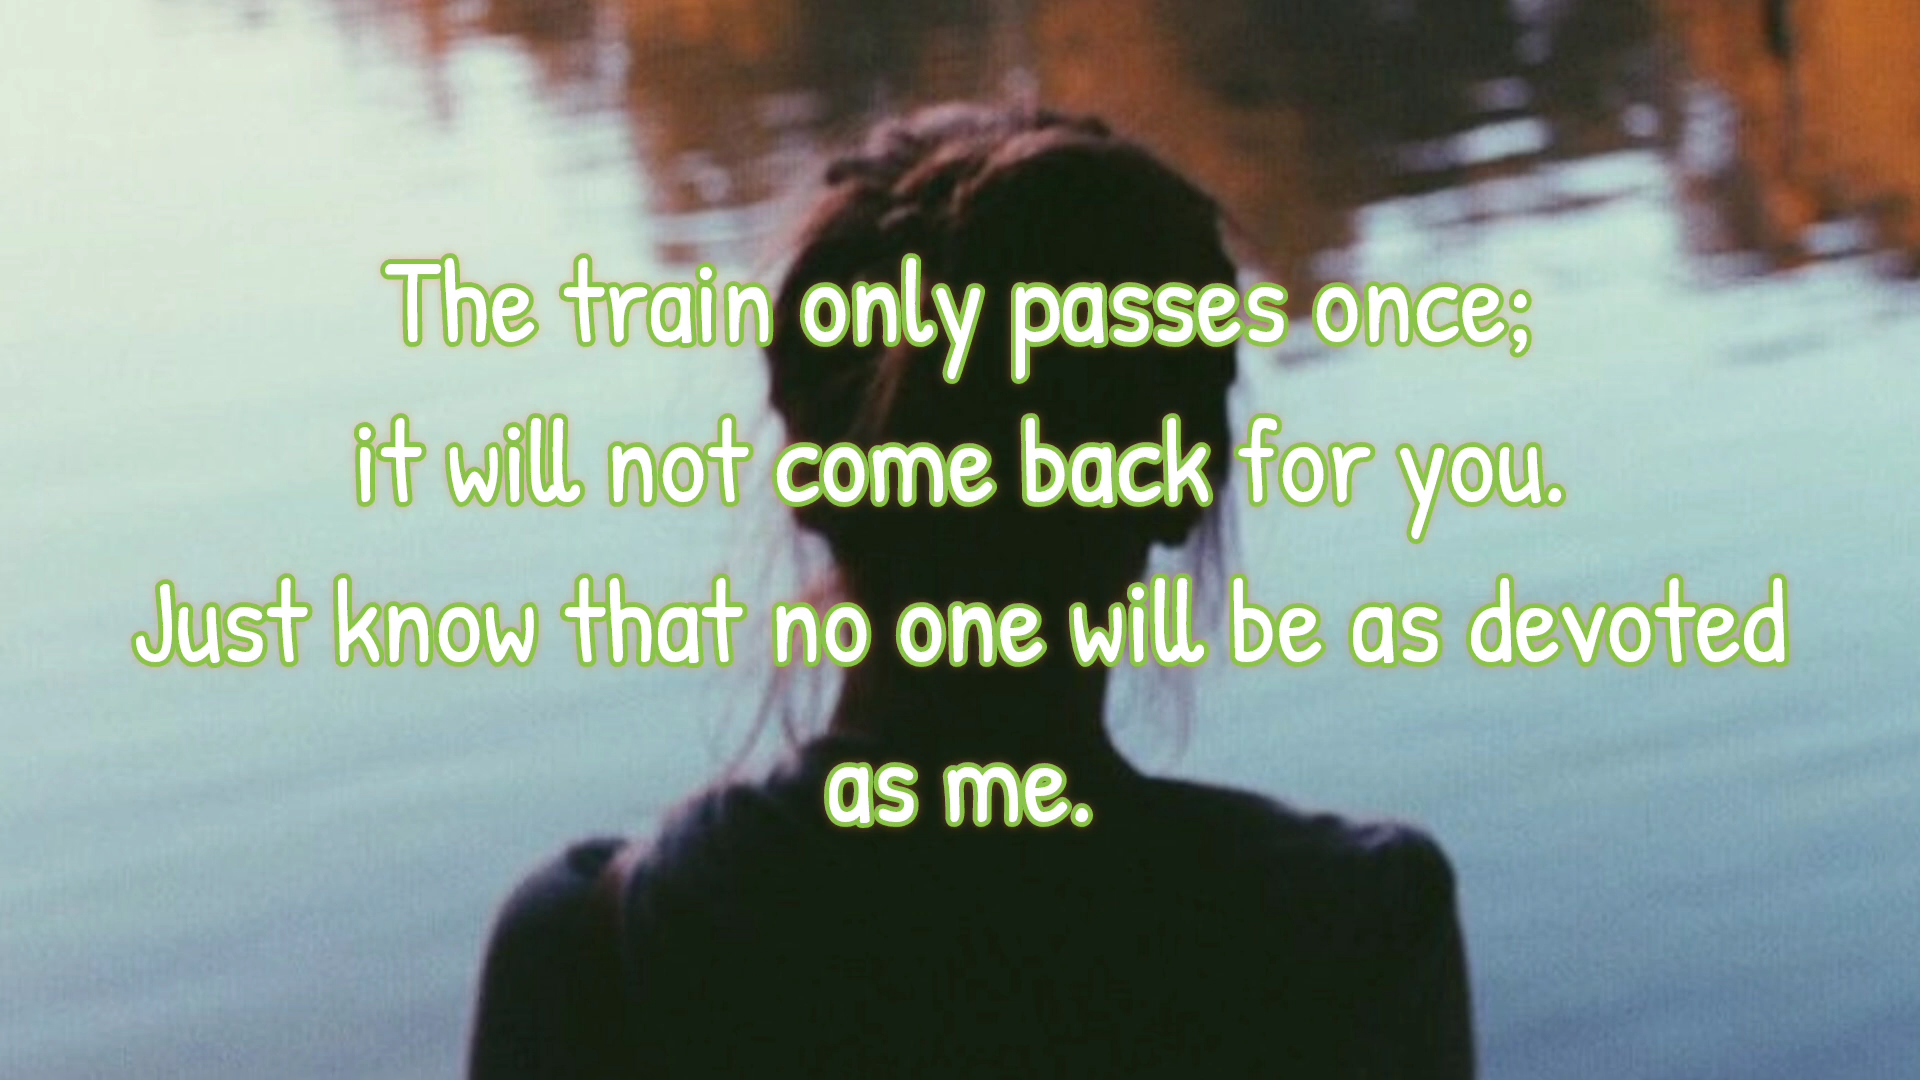 The train only passes once;
it will not come back for you.
Just know that no one will be as devoted
as me.